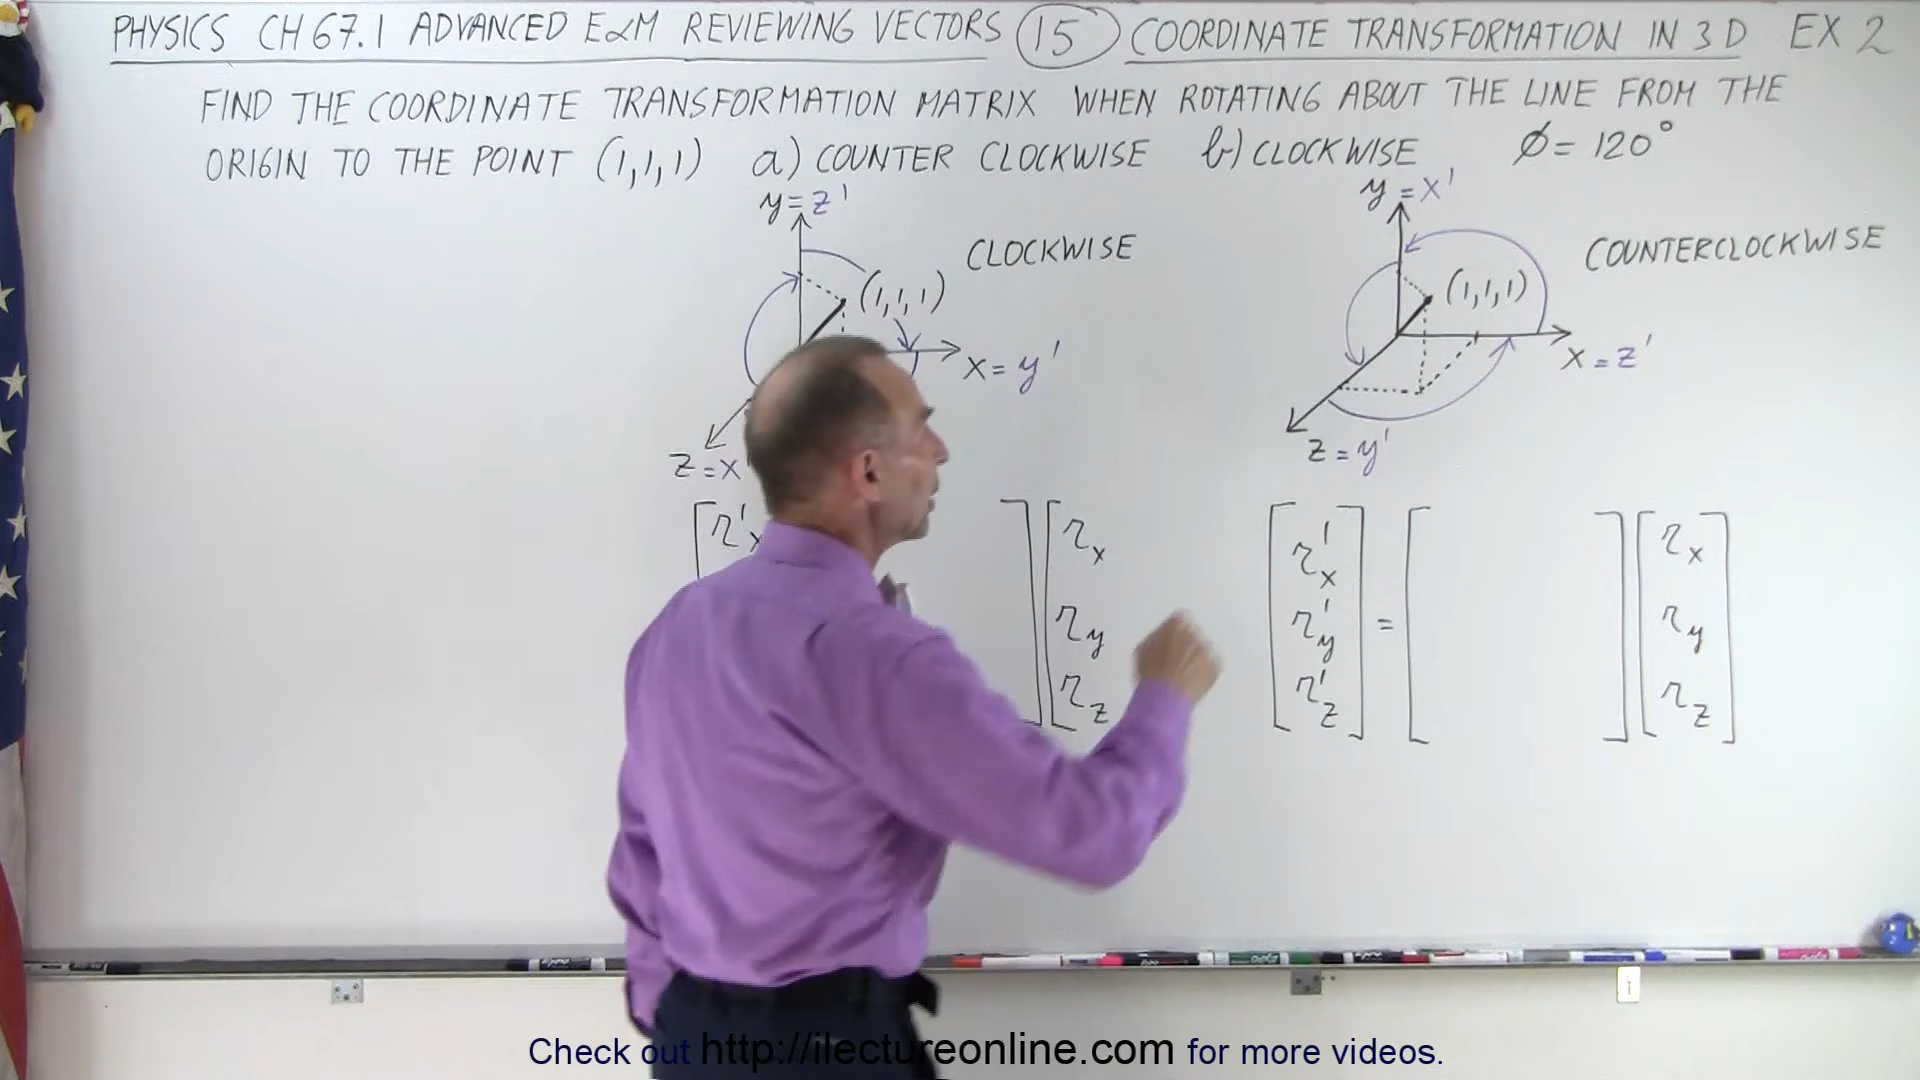 PHYSICS CH 67.1 ADVANCED E&M REVIEWING VECTORS 15 COORDINATE TRANSFORMATION IN 3D EX 2
FIND THE COORDINATE TRANSFORMATION MATRIX WHEN ROTATING ABOUT THE LINE FROM THE
ORIGIN TO THE POINT (1,1,1) a) COUNTER CLOCKWISE b) CLOCKWISE φ = 120°
y = z'
CLOCKWISE
(1,1,1)
x = y'
z = x
y = x'
COUNTERCLOCKWISE
(1,1,1)
x = z'
z = y'
r'x
rx
ry
rz
r'x
r'y
r'z
=
rx
ry
rz
Check out http://ilectureonline.com for more videos.